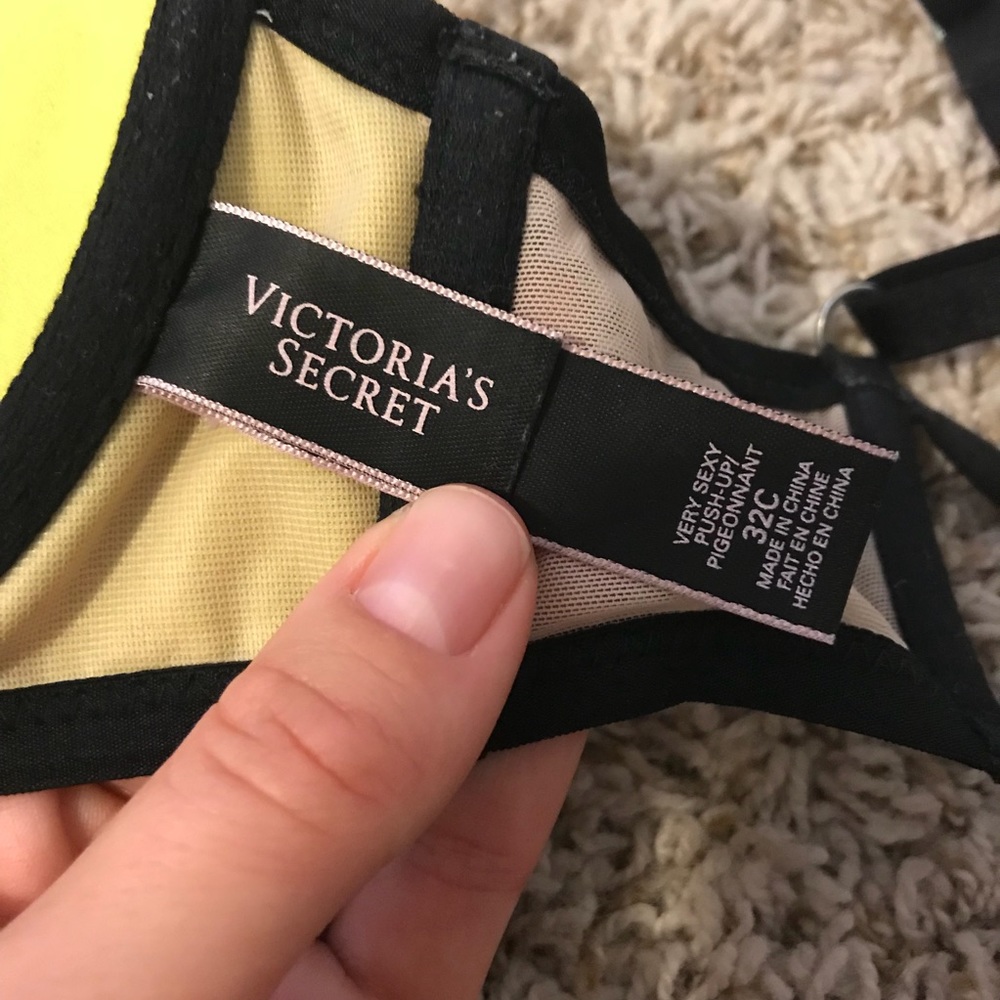 VICTORIA'S
SECRET
VERY SEXY
PUSH-UP/
PIGEONNANT
32C
MADE IN CHINA
FAIT EN CHINE
HECHO EN CHINA